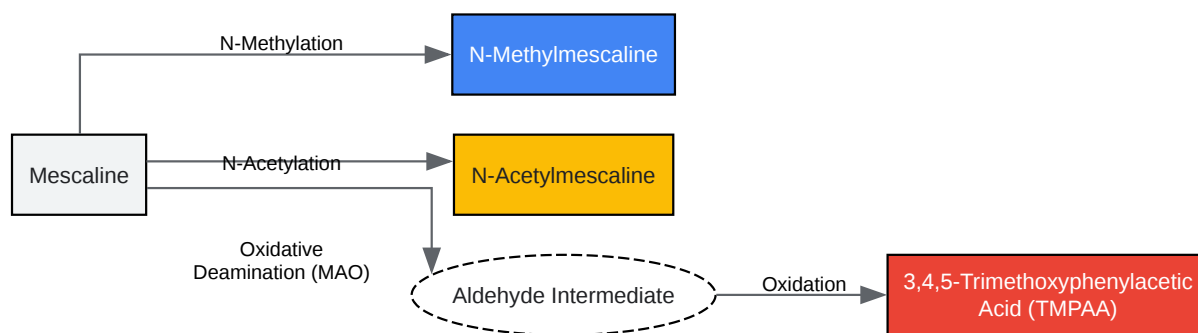 N-Methylation
N-Methylmescaline
Mescaline
N-Acetylation
N-Acetylmescaline
Oxidative
Deamination (MAO)
Aldehyde Intermediate
Oxidation
3,4,5-Trimethoxyphenylacetic
Acid (TMPAA)